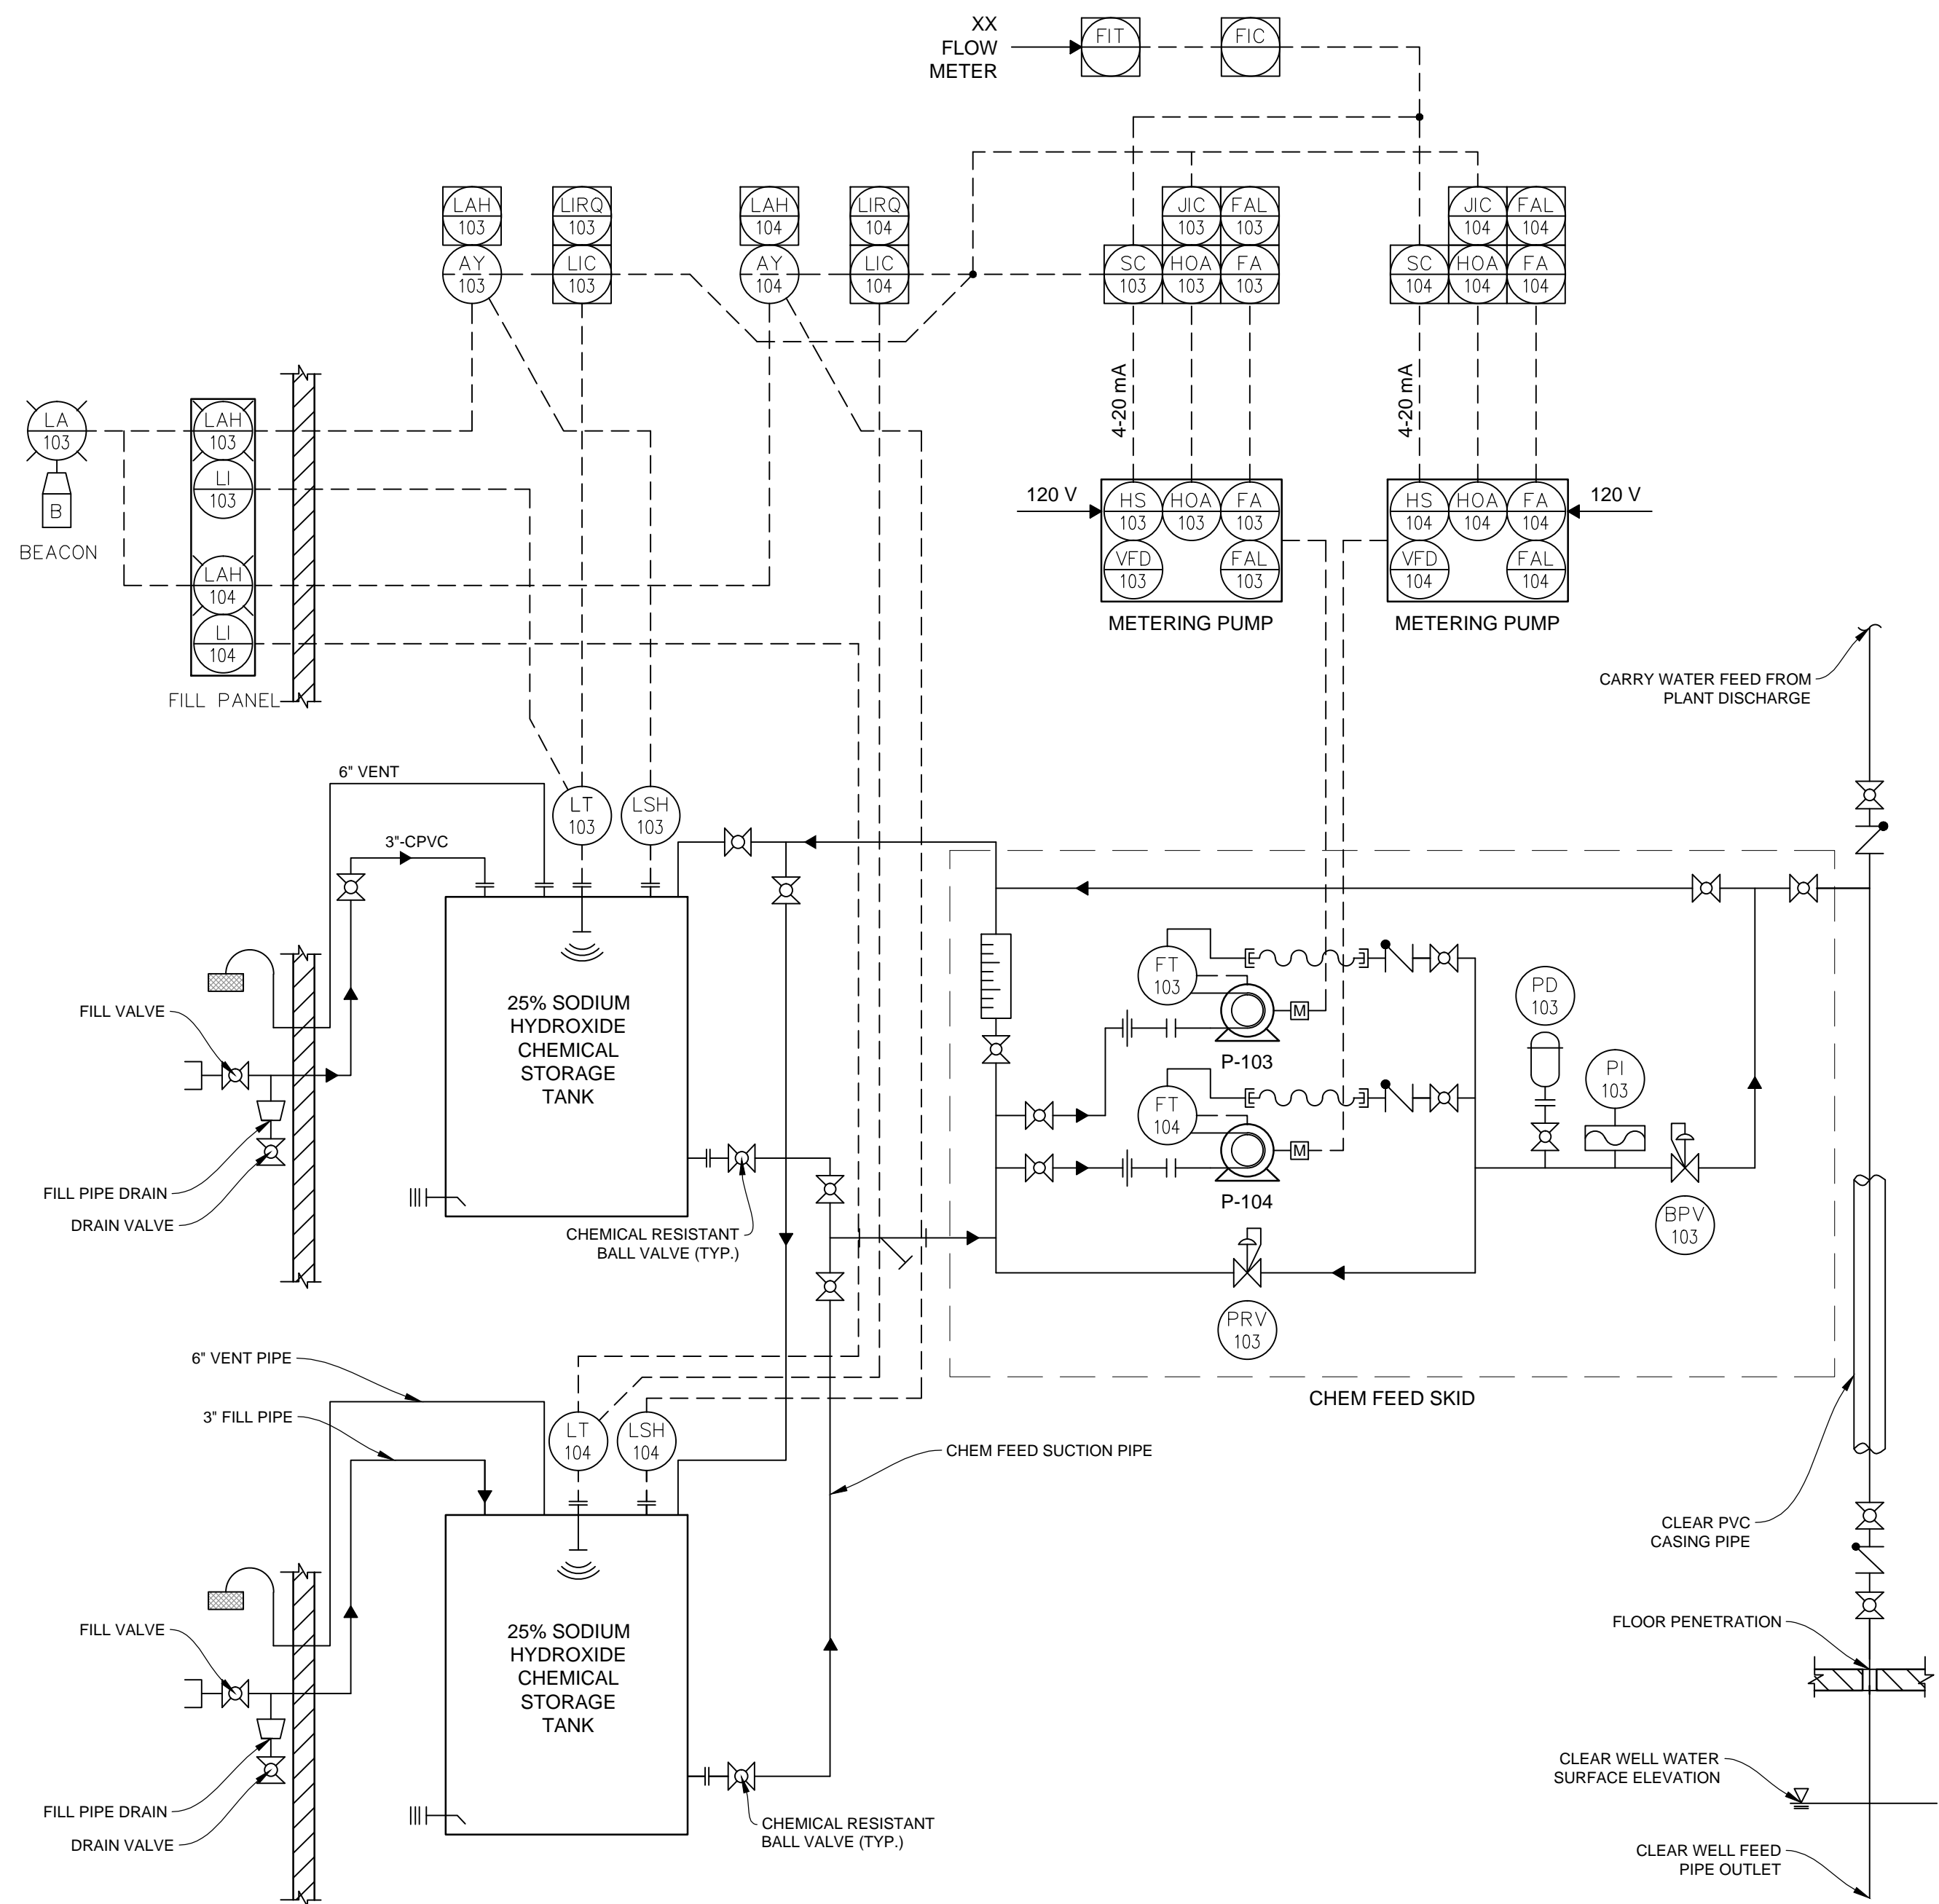 XX
FLOW
METER
FIT
FIC
LAH
103
LIRQ
103
LAH
104
LIRQ
104
JIC
103
FAL
103
JIC
104
FAL
104
AY
103
LIC
103
AY
104
LIC
104
SC
103
HOA
103
FA
103
SC
104
HOA
104
FA
104
4-20 mA
4-20 mA
LA
103
B
BEACON
LAH
103
LI
103
LAH
104
LI
104
FILL PANEL
120 V
HS
103
HOA
103
FA
103
VFD
103
FAL
103
METERING PUMP
HS
104
HOA
104
FA
104
VFD
104
FAL
104
120 V
METERING PUMP
CARRY WATER FEED FROM
PLANT DISCHARGE
6" VENT
3"-CPVC
LT
103
LSH
103
FILL VALVE
FILL PIPE DRAIN
DRAIN VALVE
25% SODIUM
HYDROXIDE
CHEMICAL
STORAGE
TANK
CHEMICAL RESISTANT
BALL VALVE (TYP.)
FT
103
M
P-103
FT
104
M
P-104
PD
103
PI
103
BPV
103
PRV
103
CHEM FEED SKID
6" VENT PIPE
3" FILL PIPE
LT
104
LSH
104
CHEM FEED SUCTION PIPE
CLEAR PVC
CASING PIPE
FILL VALVE
FILL PIPE DRAIN
DRAIN VALVE
25% SODIUM
HYDROXIDE
CHEMICAL
STORAGE
TANK
CHEMICAL RESISTANT
BALL VALVE (TYP.)
FLOOR PENETRATION
CLEAR WELL WATER
SURFACE ELEVATION
CLEAR WELL FEED
PIPE OUTLET